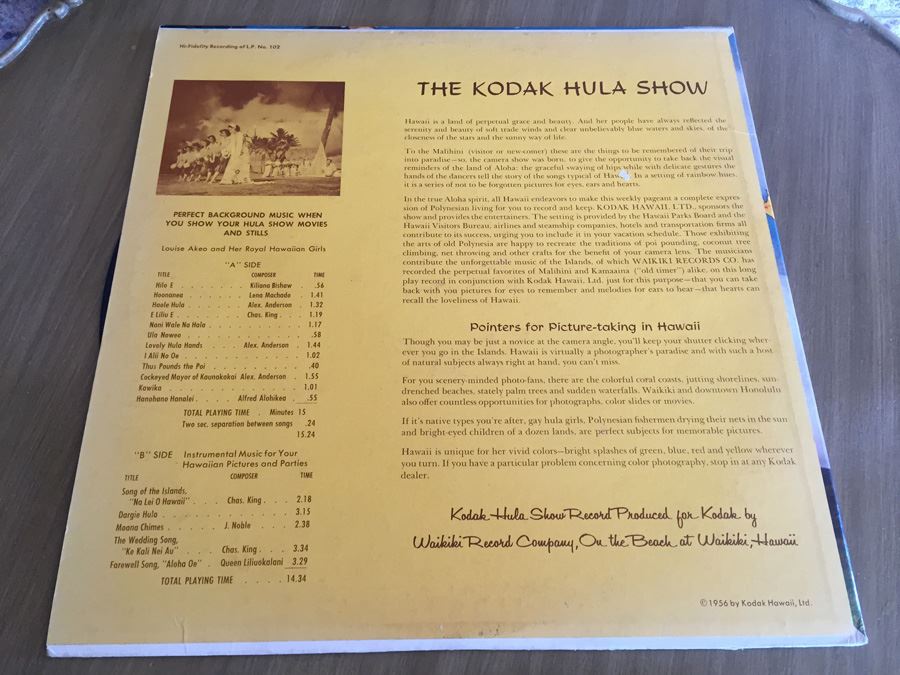 Hi-Fidelity Recording of L.P. No. 102
PERFECT BACKGROUND MUSIC WHEN
YOU SHOW YOUR HULA SHOW MOVIES
AND STILLS
Louise Akeo and Her Royal Hawaiian Girls
"A" SIDE
TITLE COMPOSER TIME
Hilo E . . . . . . . Kiliana Bishaw .56
Hoonanea . . . . . . Lena Machado . 1.41
Haole Hula . . . . . . Alex. Anderson . 1.32
E Liliu E . . . . . . Chas. King . . 1.19
Nani Wale Na Hala . . . . . . . . 1.17
Ula Noweo . . . . . . . . . . .58
Lovely Hula Hands . . . . Alex. Anderson . 1.44
I Alii No Oe . . . . . . . . . . 1.02
Thus Pounds the Poi . . . . . . . . .40
Cockeyed Mayor of Kaunakakai Alex. Anderson . 1.55
Kawika . . . . . . . . . . . 1.01
Hanohano Hanalei . . . . Alfred Alohikea . .55
TOTAL PLAYING TIME . Minutes 15
Two sec. separation between songs .24
15.24
"B" SIDE Instrumental Music for Your
Hawaiian Pictures and Parties
TITLE COMPOSER TIME
Song of the Islands,
"Na Lei O Hawaii" . . . Chas. King . . . 2.18
Dargie Hulo . . . . . . . . . . 3.15
Moana Chimes . . . . . J. Noble . . . 2.38
The Wedding Song,
"Ke Kali Nei Au" . . . Chas. King . . . 3.34
Farewell Song, "Aloha Oe" . Queen Liliuokalani 3.29
TOTAL PLAYING TIME . . . . 14.34
THE KODAK HULA SHOW
Hawaii is a land of perpetual grace and beauty. And her people have always reflected the
serenity and beauty of soft trade winds and clear unbelievably blue waters and skies, of the
closeness of the stars and the sunny way of life.
To the Malihini (visitor or new-comer) these are the things to be remembered of their trip
into paradise—so, the camera show was born, to give the opportunity to take back the visual
reminders of the land of Aloha: the graceful swaying of hips while with delicate gestures the
hands of the dancers tell the story of the songs typical of Haw . In a setting of rainbow hues,
it is a series of not to be forgotten pictures for eyes, ears and hearts.
In the true Aloha spirit, all Hawaii endeavors to make this weekly pageant a complete expres-
sion of Polynesian living for you to record and keep. KODAK HAWAII LTD., sponsors the
show and provides the entertainers. The setting is provided by the Hawaii Parks Board and the
Hawaii Visitors Bureau, airlines and steamship companies, hotels and transportation firms all
contribute to its success, urging you to include it in your vacation schedule. Those exhibiting
the arts of old Polynesia are happy to recreate the traditions of poi pounding, coconut tree
climbing, net throwing and other crafts for the benefit of your camera lens. The musicians
contribute the unforgettable music of the Islands, of which WAIKIKI RECORDS CO. has
recorded the perpetual favorites of Malihini and Kamaaina ("old timer") alike, on this long
play record in conjunction with Kodak Hawaii, Ltd. just for this purpose—that you can take
back with you pictures for eyes to remember and melodies for ears to hear—that hearts can
recall the loveliness of Hawaii.
Pointers for Picture-taking in Hawaii
Though you may be just a novice at the camera angle, you'll keep your shutter clicking wher-
ever you go in the Islands. Hawaii is virtually a photographer's paradise and with such a host
of natural subjects always right at hand, you can't miss.
For you scenery-minded photo-fans, there are the colorful coral coasts, jutting shorelines, sun-
drenched beaches, stately palm trees and sudden waterfalls. Waikiki and downtown Honolulu
also offer countless opportunities for photographs, color slides or movies.
If it's native types you're after, gay hula girls, Polynesian fishermen drying their nets in the sun
and bright-eyed children of a dozen lands, are perfect subjects for memorable pictures.
Hawaii is unique for her vivid colors—bright splashes of green, blue, red and yellow wherever
you turn. If you have a particular problem concerning color photography, stop in at any Kodak
dealer.
Kodak Hula Show Record Produced for Kodak by
Waikiki Record Company, On the Beach at Waikiki, Hawaii
© 1956 by Kodak Hawaii, Ltd.